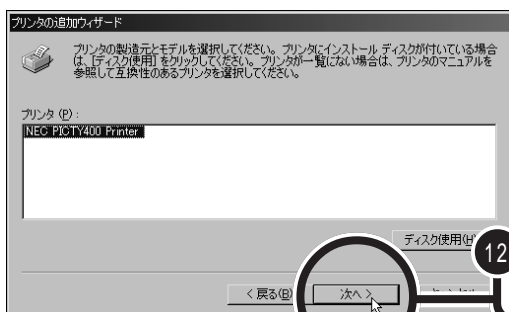 プリンタの追加ウィザード
プリンタの製造元とモデルを選択してください。プリンタにインストール ディスクが付いている場合
は、[ディスク使用] をクリックしてください。プリンタが一覧にない場合は、プリンタのマニュアルを
参照して互換性のあるプリンタを選択してください。
プリンタ (P) :
NEC PICTY400 Printer
ディスク使用(H)
12
< 戻る(B)
次へ >